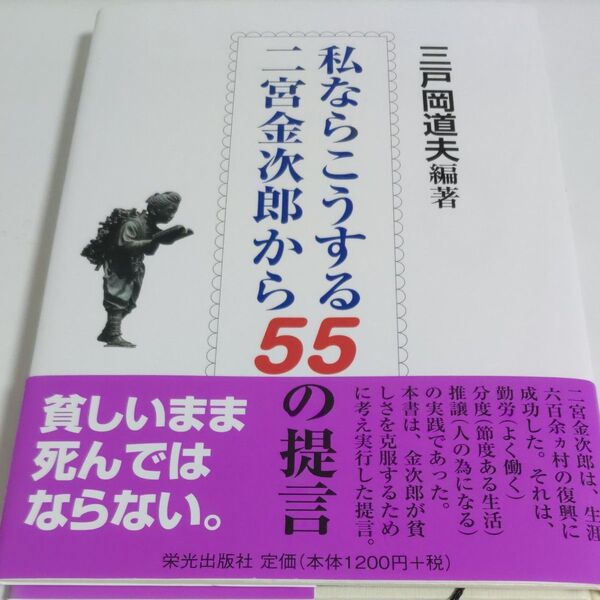 三戸岡道夫編著
私ならこうする
二宮金次郎から
55の提言
二宮金次郎は、生涯
六百余ヵ村の復興に
成功した。それは、
勤労(よく働く)
分度(節度ある生活)
推譲(人の為になる)
の実践であった。
本書は、金次郎が貧
しさを克服するため
に考え実行した提言。
貧しいまま
死んでは
ならない。
栄光出版社 定価(本体1200円+税)